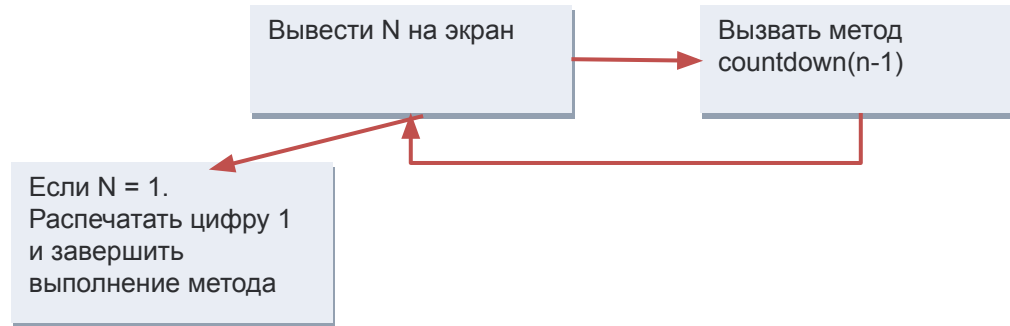 Вывести N на экран
Вызвать метод
countdown(n-1)
Если N = 1.
Распечатать цифру 1
и завершить
выполнение метода